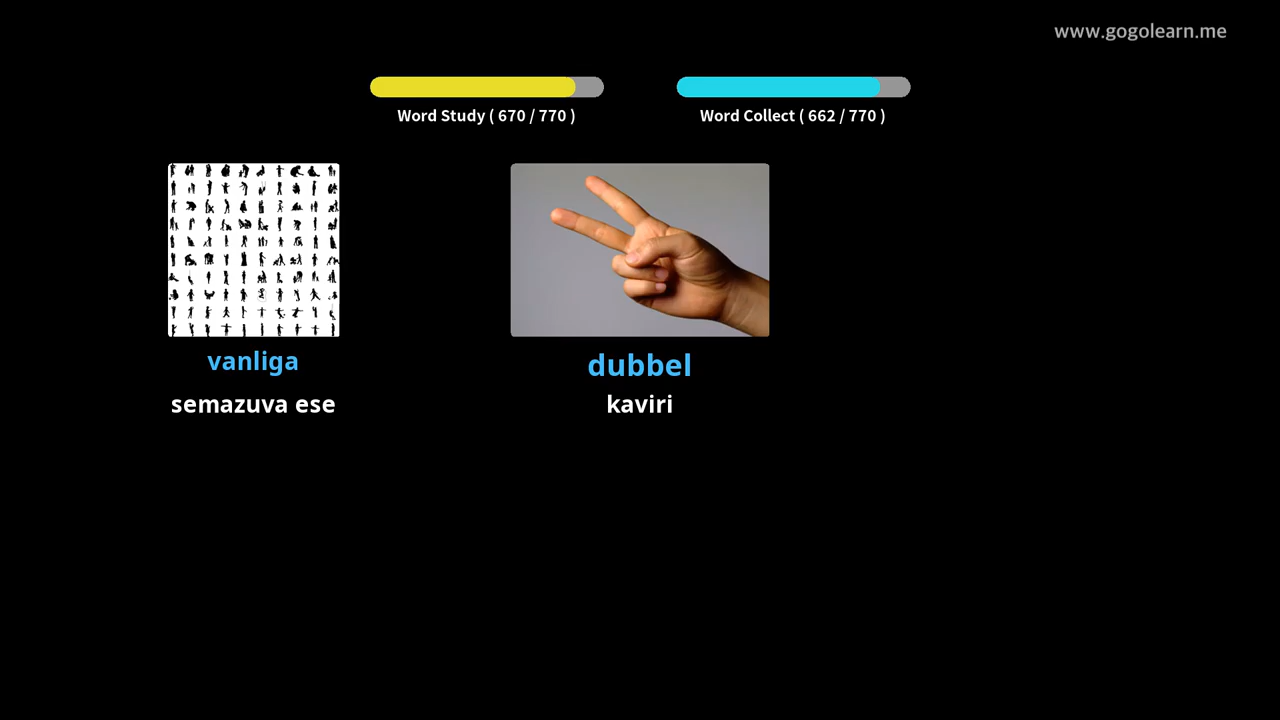 www.gogolearn.me
Word Study ( 670 / 770 )
Word Collect ( 662 / 770 )
vanliga
semazuva ese
dubbel
kaviri